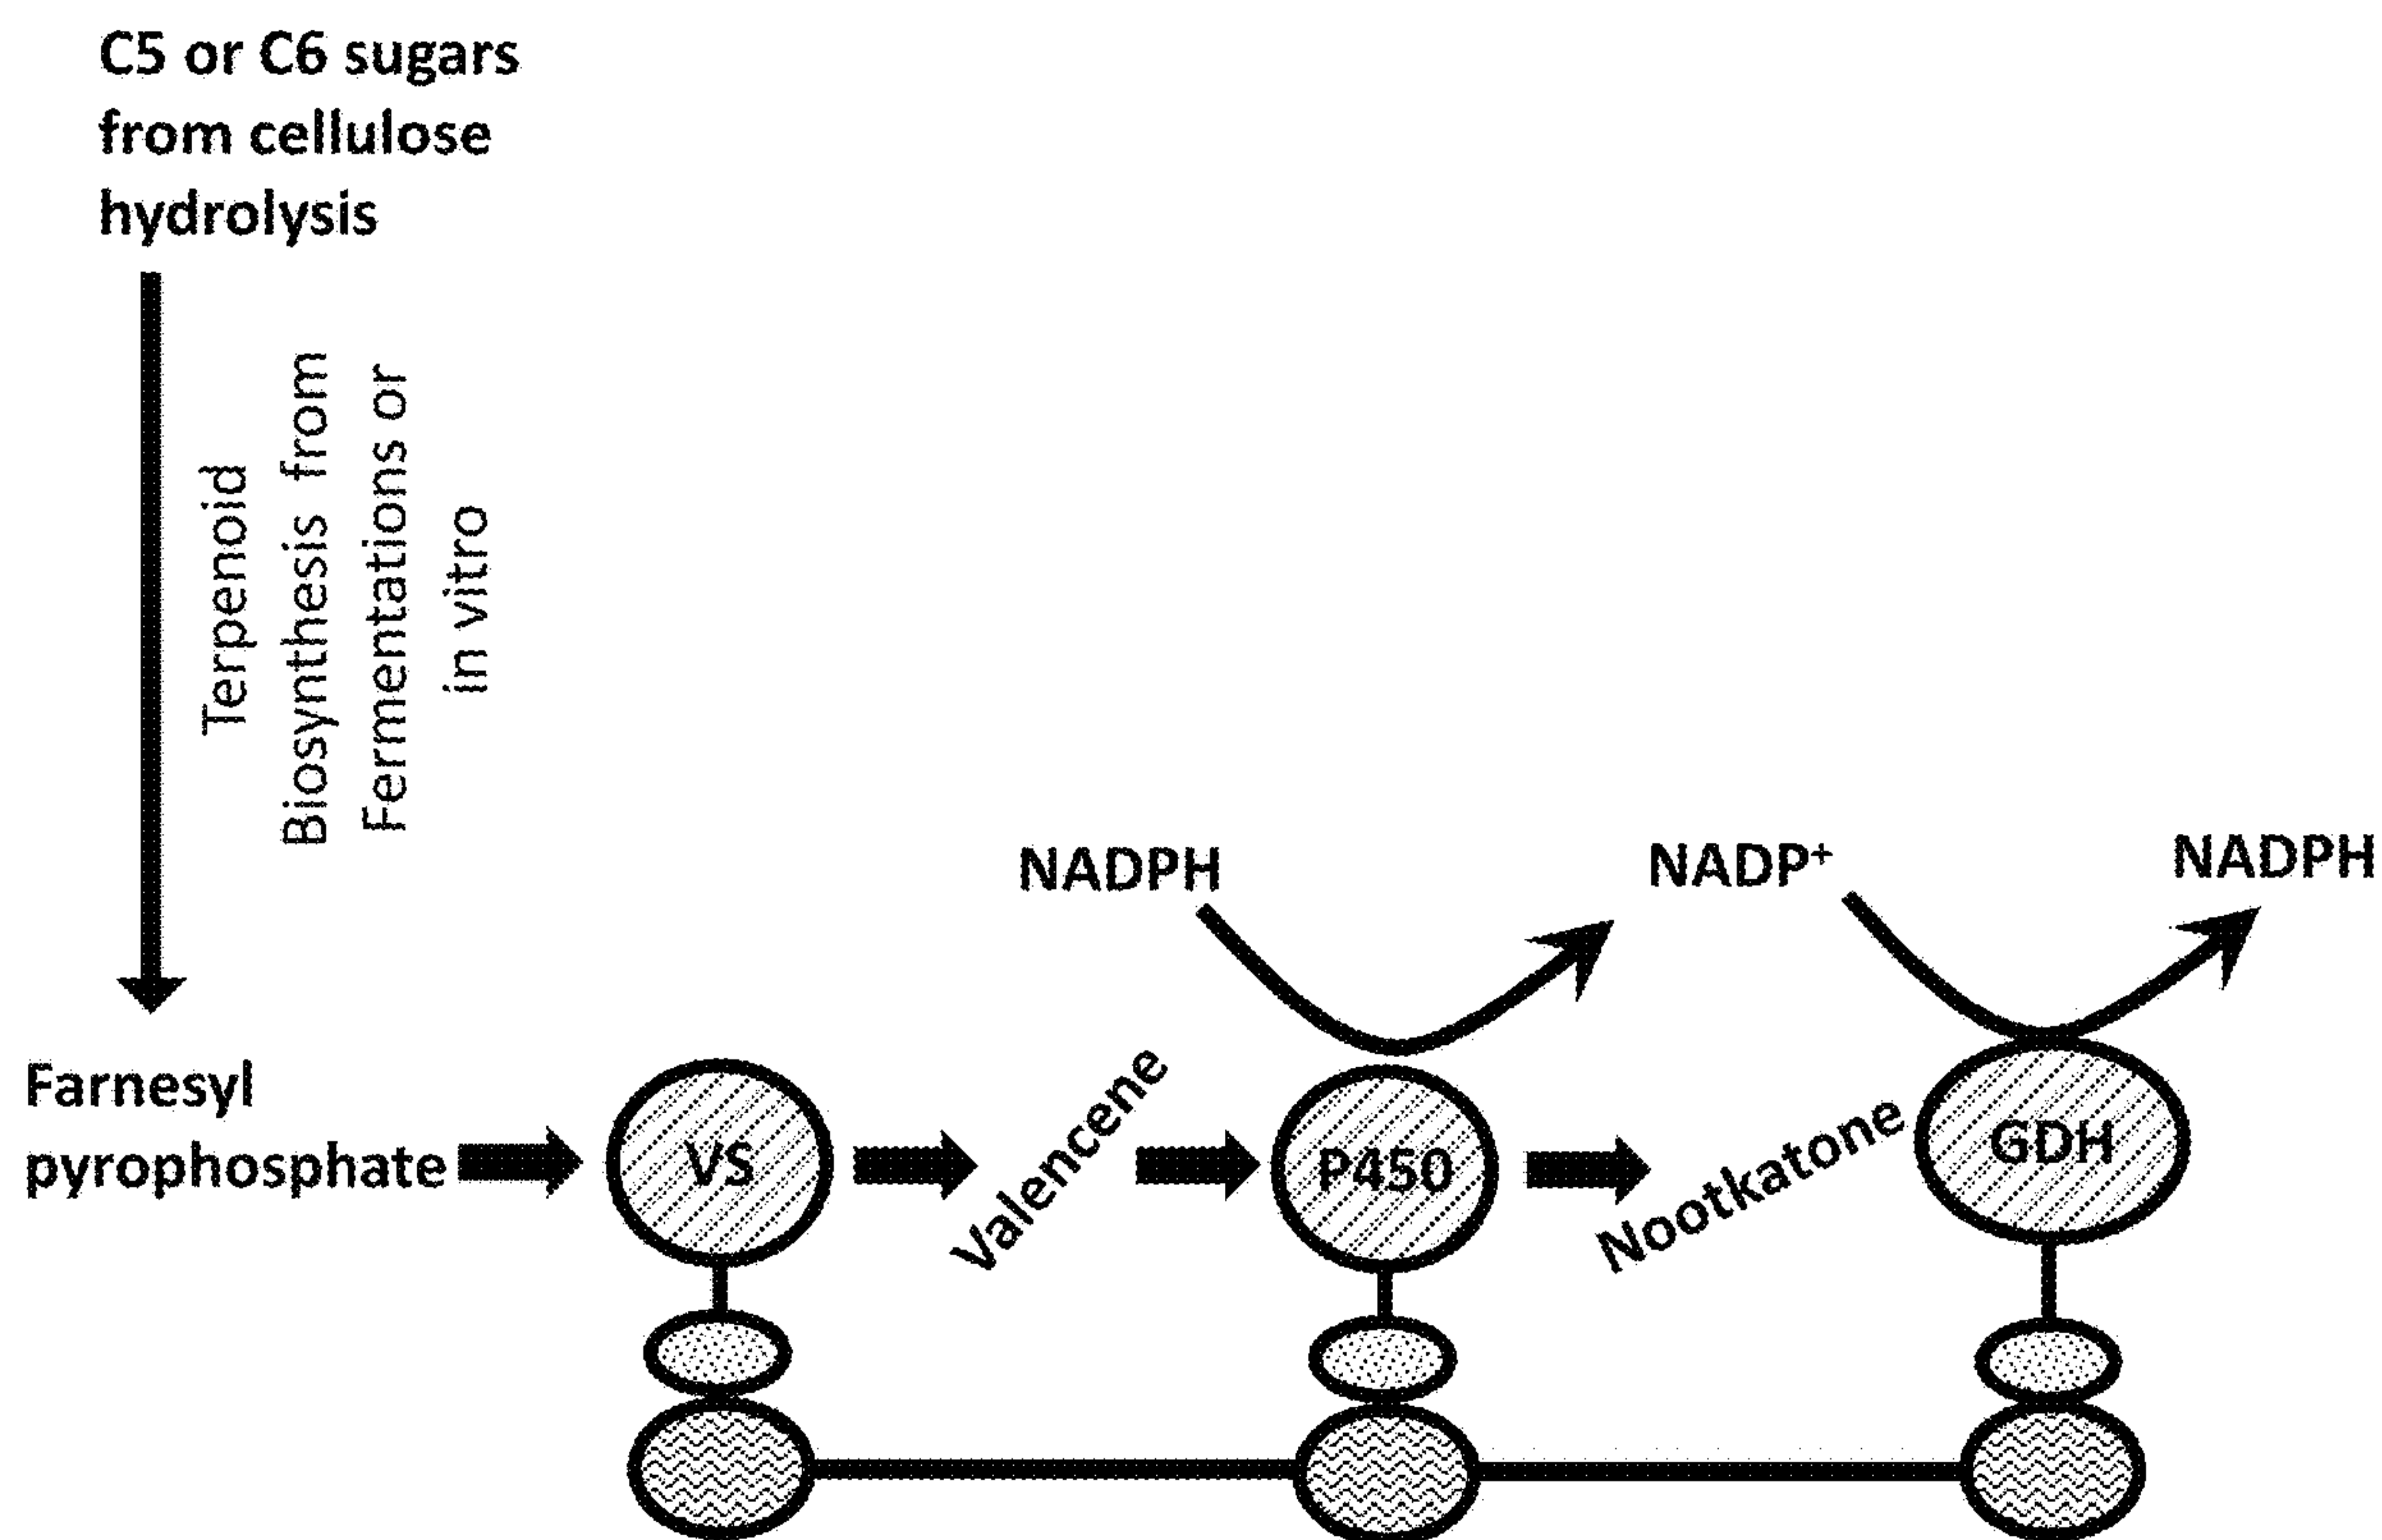 C5 or C6 sugars
from cellulose
hydrolysis
Terpenoid
Biosynthesis from
Fermentations or
in vitro
NADPH
NADP⁺
NADPH
Farnesyl
pyrophosphate
VS
Valencene
P450
Nootkatone
GDH